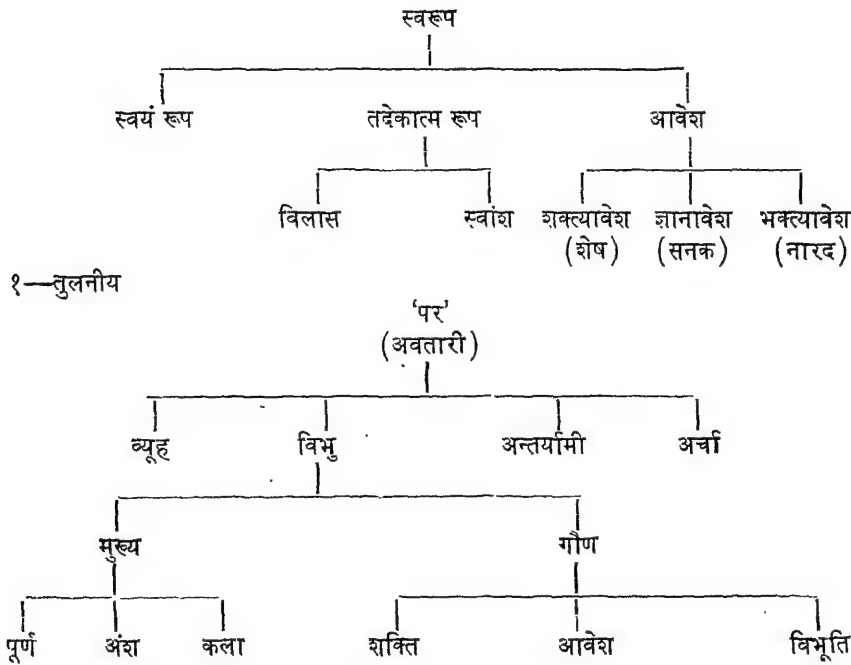 स्वरूप
स्वयं रूप तदेकात्म रूप आवेश
विलास स्वांश शक्त्यावेश ज्ञानावेश भक्त्यावेश
(शेष) (सनक) (नारद)
१—तुलनीय
'पर'
(अवतारी)
व्यूह विभु अन्तर्यामी अर्चा
मुख्य गौण
पूर्ण अंश कला शक्ति आवेश विभूति